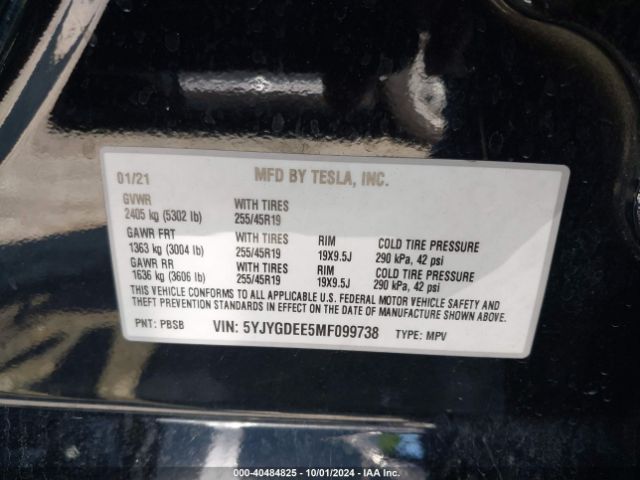 01/21 MFD BY TESLA, INC.
GVWR WITH TIRES
2405 kg (5302 lb) 255/45R19
GAWR FRT WITH TIRES RIM COLD TIRE PRESSURE
1363 kg (3004 lb) 255/45R19 19X9.5J 290 kPa, 42 psi
GAWR RR WITH TIRES RIM COLD TIRE PRESSURE
1636 kg (3606 lb) 255/45R19 19X9.5J 290 kPa, 42 psi
THIS VEHICLE CONFORMS TO ALL APPLICABLE U.S. FEDERAL MOTOR VEHICLE SAFETY AND
THEFT PREVENTION STANDARDS IN EFFECT ON THE DATE OF MANUFACTURE SHOWN ABOVE.
PNT: PBSB VIN: 5YJYGDEE5MF099738 TYPE: MPV
000-40484825 - 10/01/2024 - IAA Inc.